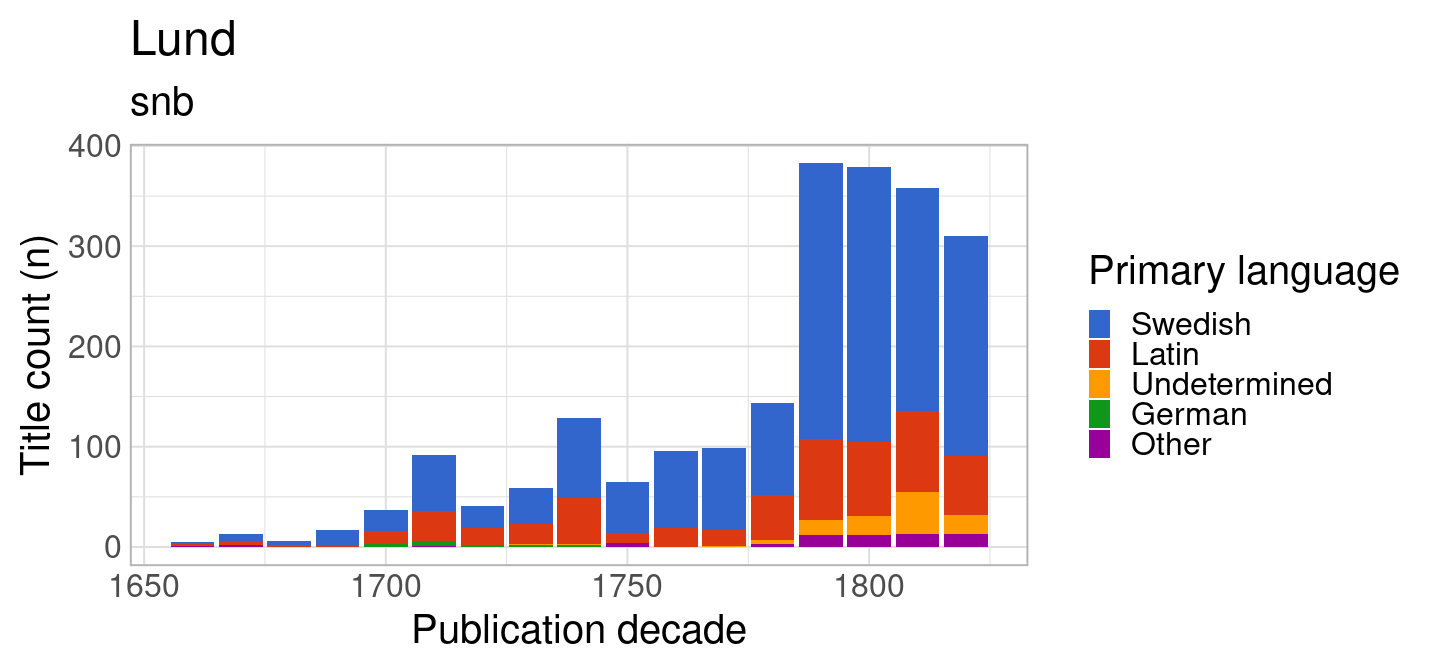 Lund
snb
400
300
200
100
0
Title count (n)
1650 1700 1750 1800
Publication decade
Primary language
Swedish
Latin
Undetermined
German
Other